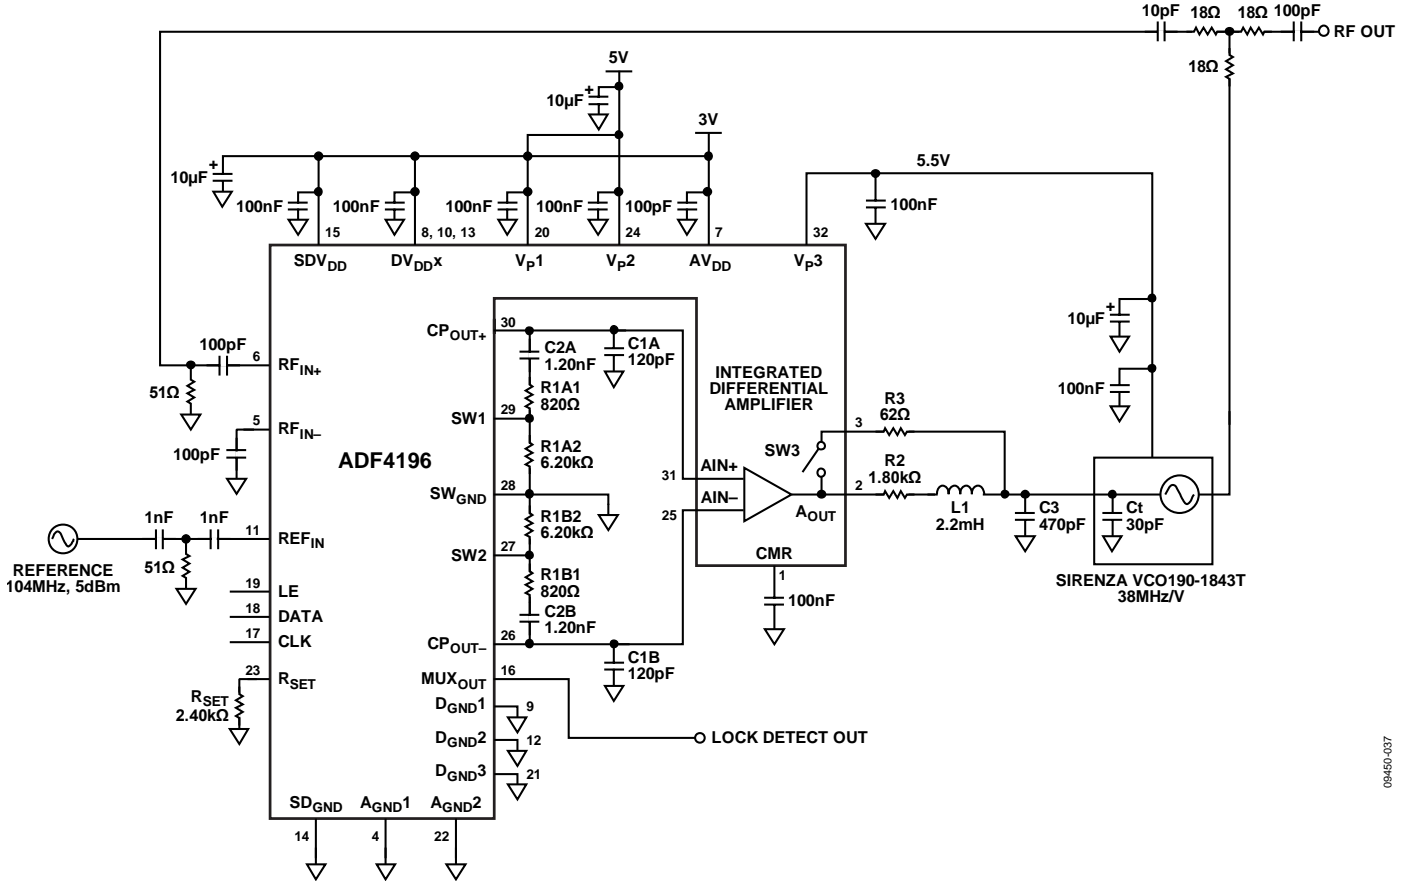 10pF 18Ω 18Ω 100pF
RF OUT
18Ω
5V
10µF +
3V
10µF +
5.5V
100nF 100nF 100nF 100nF 100pF 100nF
15 8, 10, 13 20 24 7 32
SDVDD DVDDx VP1 VP2 AVDD VP3
10µF +
100nF
100pF
6 RFIN+
51Ω
5 RFIN–
100pF
ADF4196
1nF 1nF
11 REFIN
51Ω
REFERENCE
104MHz, 5dBm
19 LE
18 DATA
17 CLK
23 RSET
RSET
2.40kΩ
CPOUT+ 30
C2A
1.20nF
C1A
120pF
R1A1
820Ω
SW1 29
R1A2
6.20kΩ
SWGND 28
R1B2
6.20kΩ
SW2 27
R1B1
820Ω
C2B
1.20nF
CPOUT– 26
C1B
120pF
MUXOUT 16
DGND1 9
DGND2 12
DGND3 21
LOCK DETECT OUT
SDGND AGND1 AGND2
14 4 22
INTEGRATED
DIFFERENTIAL
AMPLIFIER
SW3
31 AIN+
25 AIN–
AOUT
CMR
1
100nF
3
R3
62Ω
2
R2
1.80kΩ
L1
2.2mH
C3
470pF
Ct
30pF
SIRENZA VCO190-1843T
38MHz/V
09450-037